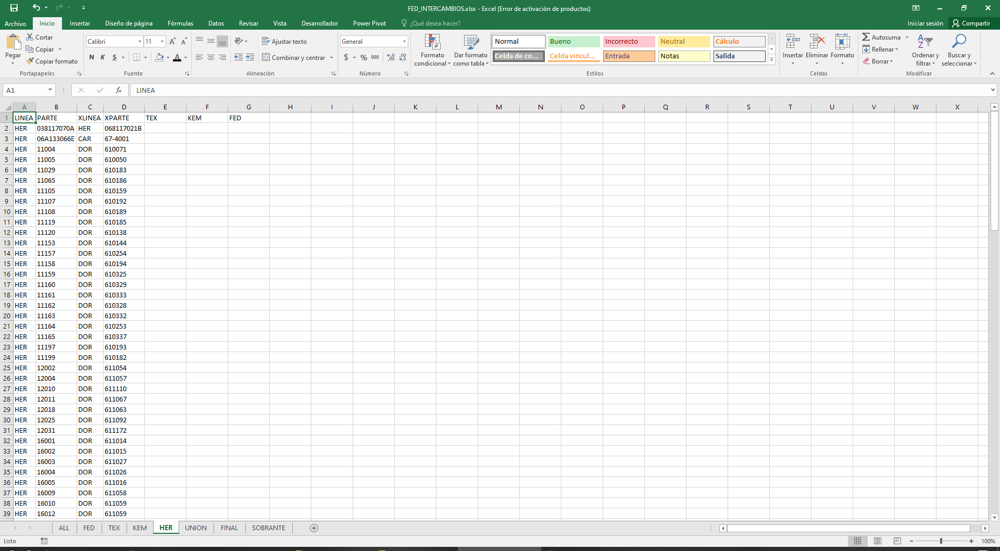 FED_INTERCAMBIOS.xlsx - Excel (Error de activación de productos)
Archivo Inicio Insertar Diseño de página Fórmulas Datos Revisar Vista Desarrollador Power Pivot ¿Qué desea hacer? Iniciar sesión Compartir
Pegar
Cortar
Copiar
Copiar formato
Portapapeles
Calibri 11
N K S
Fuente
Ajustar texto
Combinar y centrar
Alineación
General
$ % 000
Número
Formato condicional
Dar formato como tabla
Normal Bueno Incorrecto Neutral Cálculo
Celda de co... Celda vincul... Entrada Notas Salida
Estilos
Insertar Eliminar Formato
Celdas
Autosuma
Rellenar
Borrar
Ordenar y filtrar
Buscar y seleccionar
Modificar
A1 fx LINEA
A B C D E F G H I J K L M N O P Q R S T U V W X
1 LINEA PARTE XLINEA XPARTE TEX KEM FED
2 HER 038117070A HER 068117021B
3 HER 06A133066E CAR 67-4001
4 HER 11004 DOR 610071
5 HER 11005 DOR 610050
6 HER 11029 DOR 610183
7 HER 11065 DOR 610186
8 HER 11105 DOR 610159
9 HER 11107 DOR 610192
10 HER 11108 DOR 610189
11 HER 11119 DOR 610185
12 HER 11120 DOR 610138
13 HER 11153 DOR 610144
14 HER 11157 DOR 610254
15 HER 11158 DOR 610194
16 HER 11159 DOR 610325
17 HER 11160 DOR 610329
18 HER 11161 DOR 610333
19 HER 11162 DOR 610328
20 HER 11163 DOR 610332
21 HER 11164 DOR 610253
22 HER 11165 DOR 610337
23 HER 11197 DOR 610193
24 HER 11199 DOR 610182
25 HER 12002 DOR 611054
26 HER 12004 DOR 611057
27 HER 12010 DOR 611110
28 HER 12011 DOR 611067
29 HER 12018 DOR 611063
30 HER 12025 DOR 611092
31 HER 12031 DOR 611172
32 HER 16001 DOR 611014
33 HER 16002 DOR 611015
34 HER 16003 DOR 611027
35 HER 16004 DOR 611026
36 HER 16005 DOR 611016
37 HER 16009 DOR 611058
38 HER 16010 DOR 611059
39 HER 16012 DOR 611059
ALL FED TEX KEM HER UNION FINAL SOBRANTE
Listo 100%